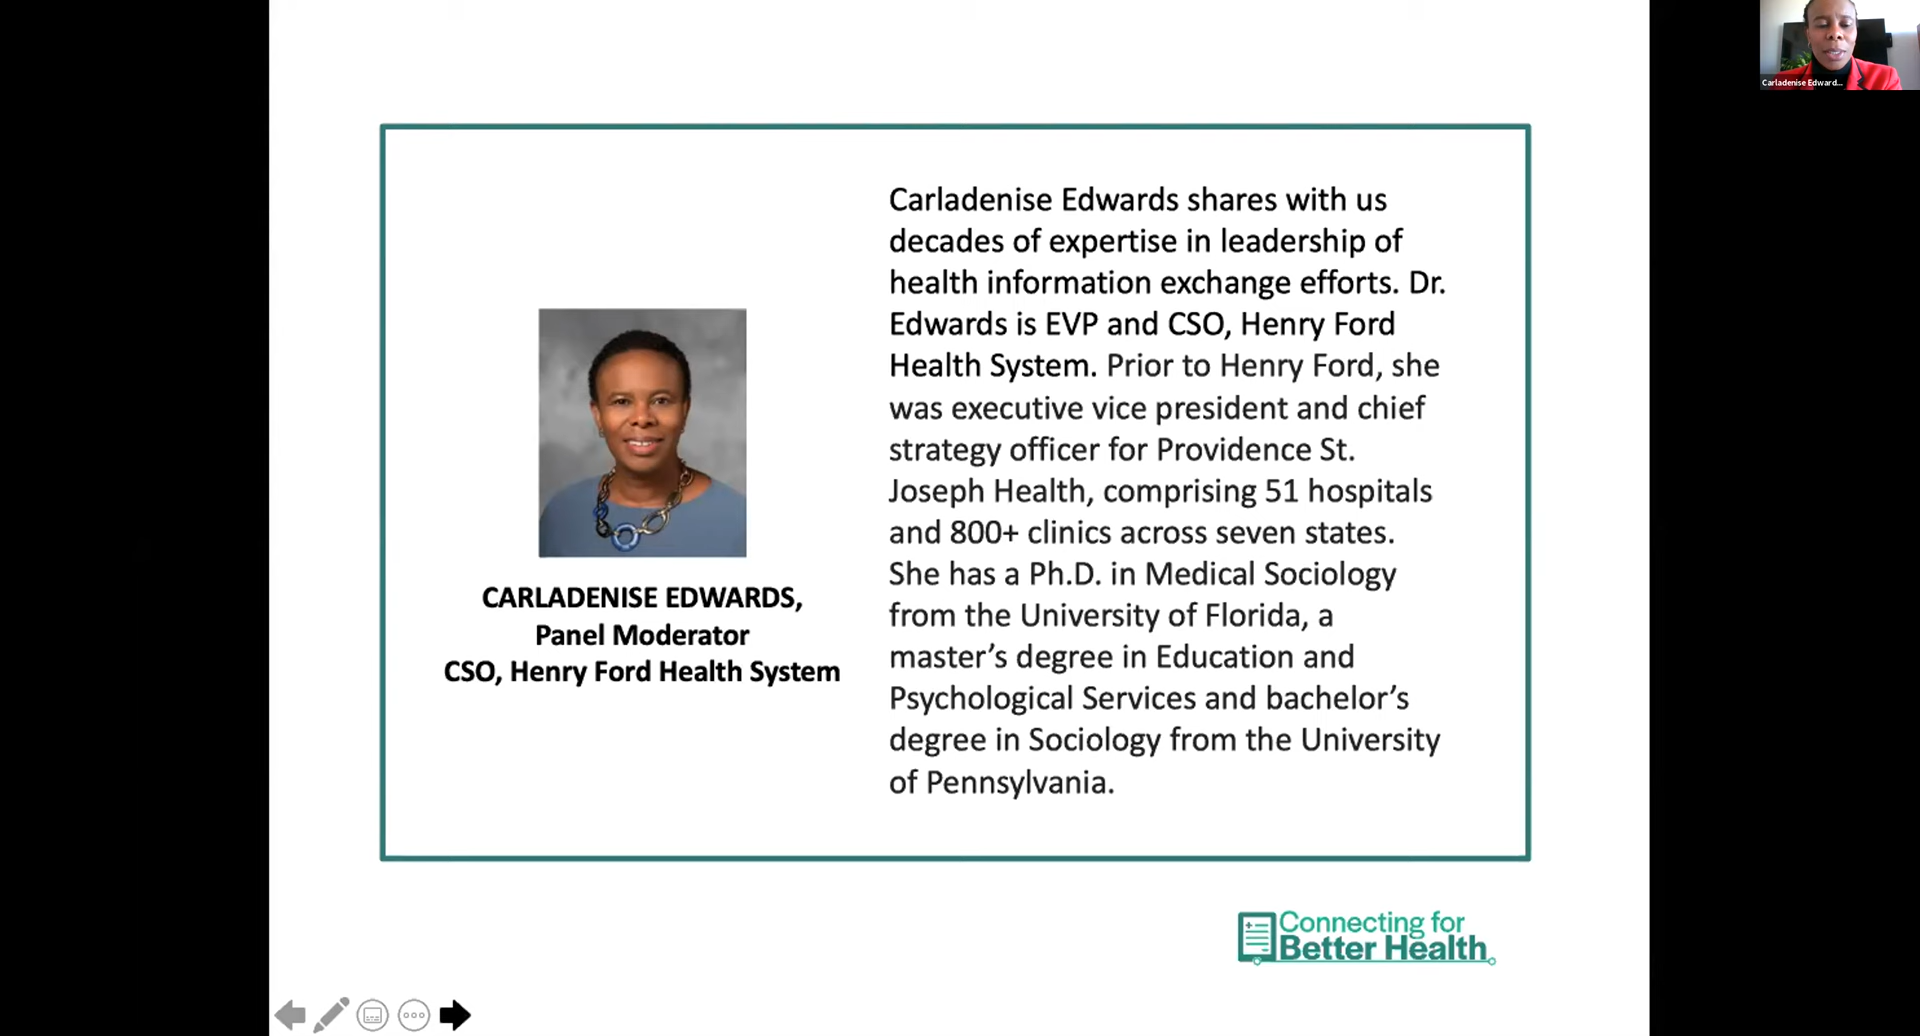 Carladenise Edward...
Carladenise Edwards shares with us
decades of expertise in leadership of
health information exchange efforts. Dr.
Edwards is EVP and CSO, Henry Ford
Health System. Prior to Henry Ford, she
was executive vice president and chief
strategy officer for Providence St.
Joseph Health, comprising 51 hospitals
and 800+ clinics across seven states.
She has a Ph.D. in Medical Sociology
from the University of Florida, a
master’s degree in Education and
Psychological Services and bachelor’s
degree in Sociology from the University
of Pennsylvania.
CARLADENISE EDWARDS,
Panel Moderator
CSO, Henry Ford Health System
Connecting for
Better Health